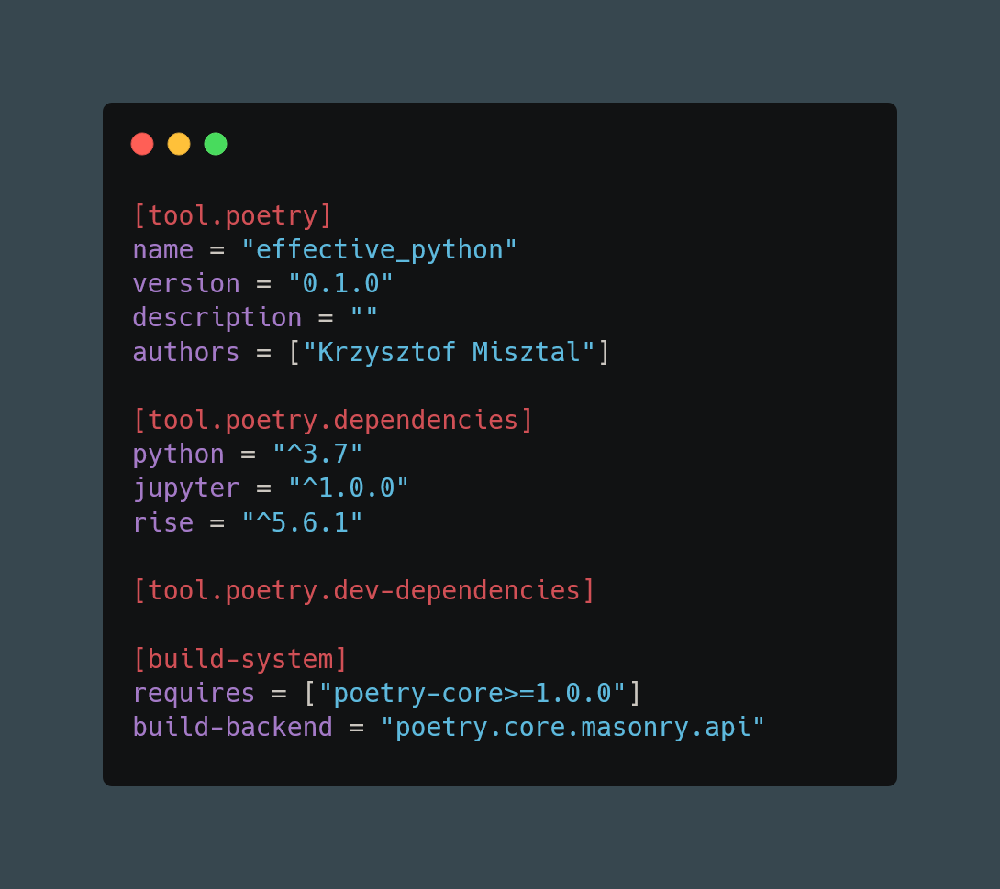 [tool.poetry]
name = "effective_python"
version = "0.1.0"
description = ""
authors = ["Krzysztof Misztal"]
[tool.poetry.dependencies]
python = "^3.7"
jupyter = "^1.0.0"
rise = "^5.6.1"
[tool.poetry.dev-dependencies]
[build-system]
requires = ["poetry-core>=1.0.0"]
build-backend = "poetry.core.masonry.api"